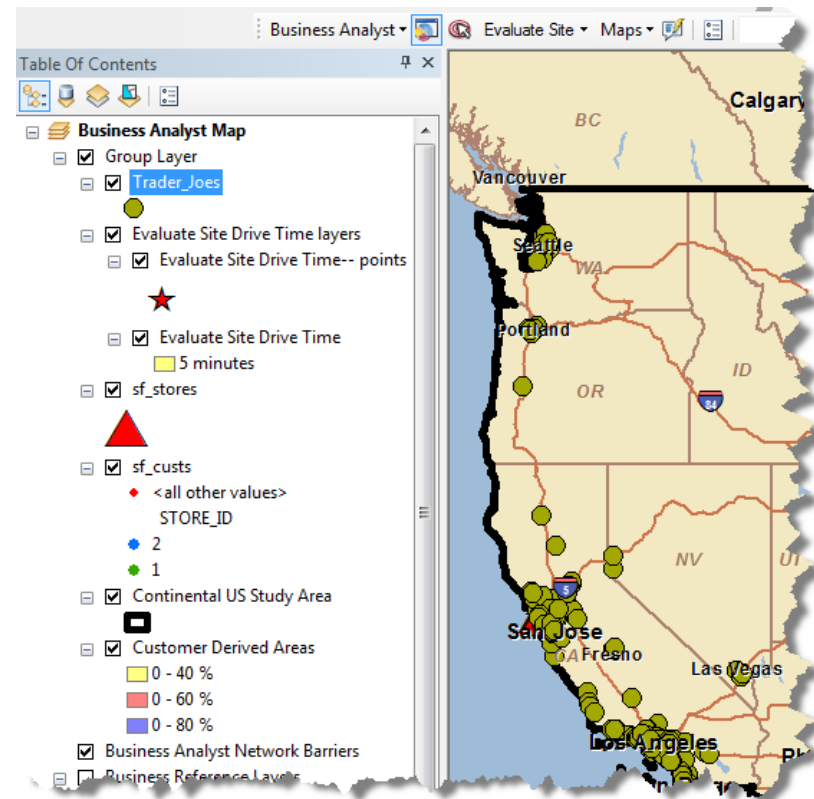 Business Analyst Evaluate Site Maps
Table Of Contents
Business Analyst Map
Group Layer
Trader_Joes
Evaluate Site Drive Time layers
Evaluate Site Drive Time-- points
Evaluate Site Drive Time
5 minutes
sf_stores
sf_custs
<all other values>
STORE_ID
2
1
Continental US Study Area
Customer Derived Areas
0 - 40 %
0 - 60 %
0 - 80 %
Business Analyst Network Barriers
Business Reference Layers
Calgary
BC
Vancouver
Seattle
WA
Portland
OR
ID
84
NV
UT
5
San Jose
CA
Fresno
Las Vegas
Los Angeles